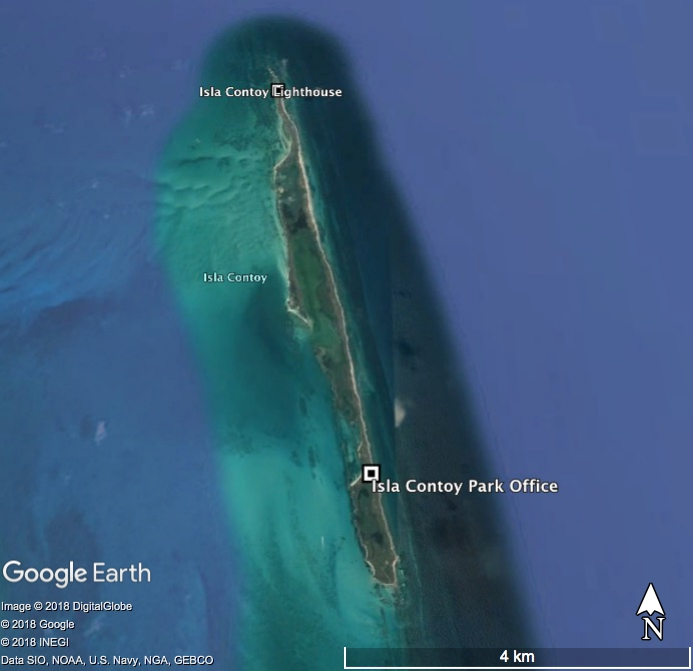 Isla Contoy Lighthouse
Isla Contoy
Isla Contoy Park Office
Google Earth
Image © 2018 DigitalGlobe
© 2018 Google
© 2018 INEGI
Data SIO, NOAA, U.S. Navy, NGA, GEBCO
N
4 km